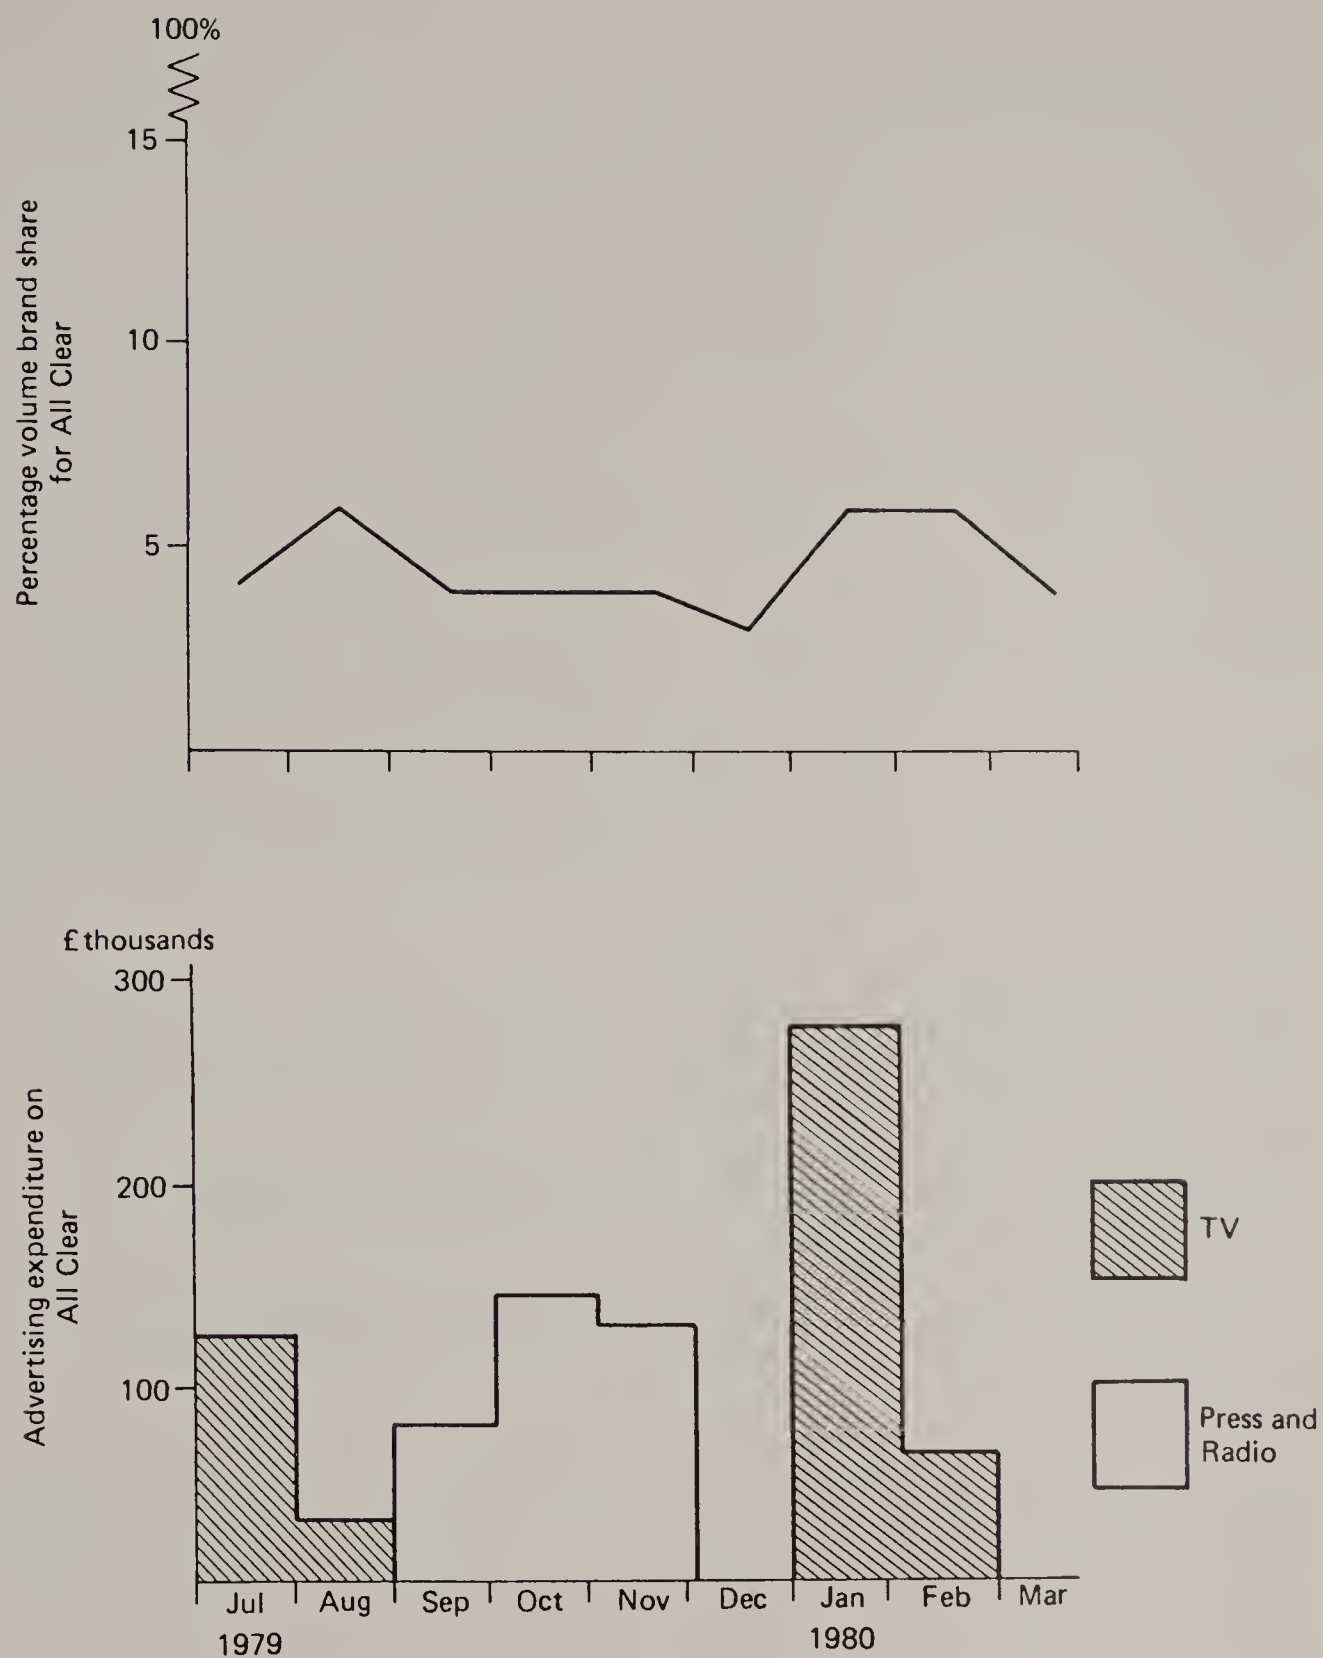 100%
15
10
5
Percentage volume brand share
for All Clear
£ thousands
300
200
100
Advertising expenditure on
All Clear
TV
Press and
Radio
Jul Aug Sep Oct Nov Dec Jan Feb Mar
1979 1980